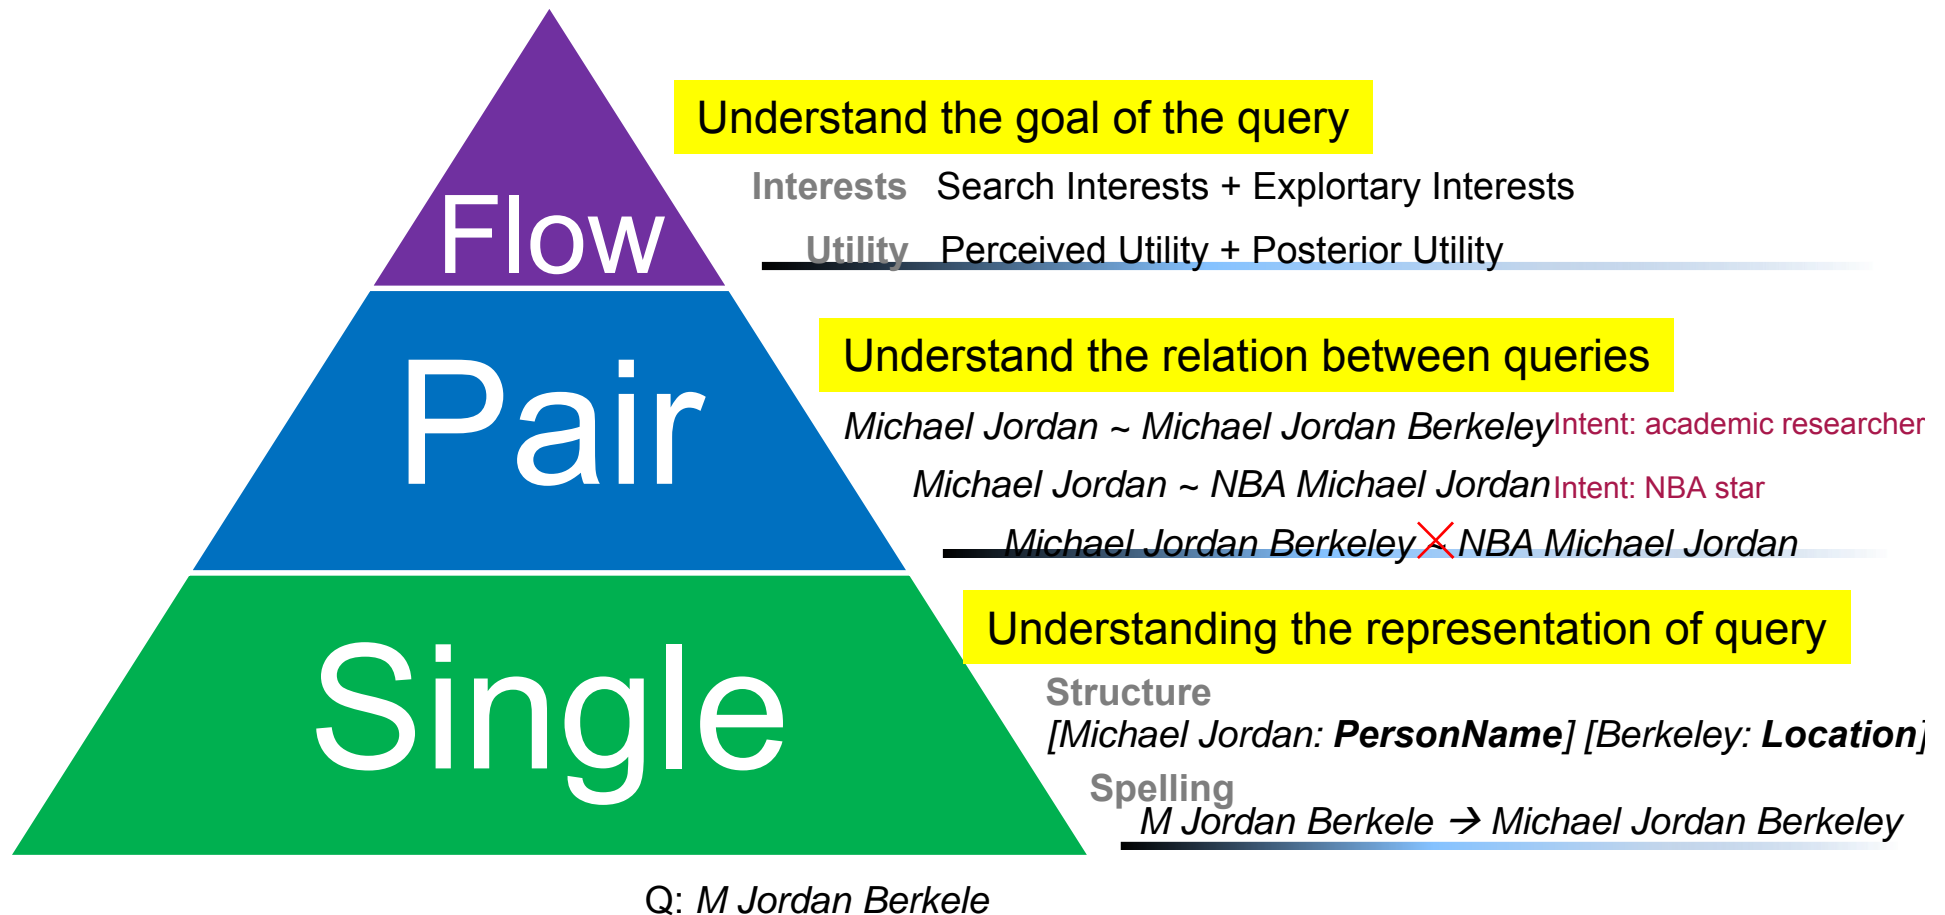 Understand the goal of the query
Interests Search Interests + Explortary Interests
Flow
Utility Perceived Utility + Posterior Utility
Understand the relation between queries
Pair
Michael Jordan ~ Michael Jordan Berkeley Intent: academic researcher
Michael Jordan ~ NBA Michael Jordan Intent: NBA star
Michael Jordan Berkeley ~ NBA Michael Jordan
Understanding the representation of query
Single
Structure
[Michael Jordan: PersonName] [Berkeley: Location]
Spelling
M Jordan Berkele → Michael Jordan Berkeley
Q: M Jordan Berkele